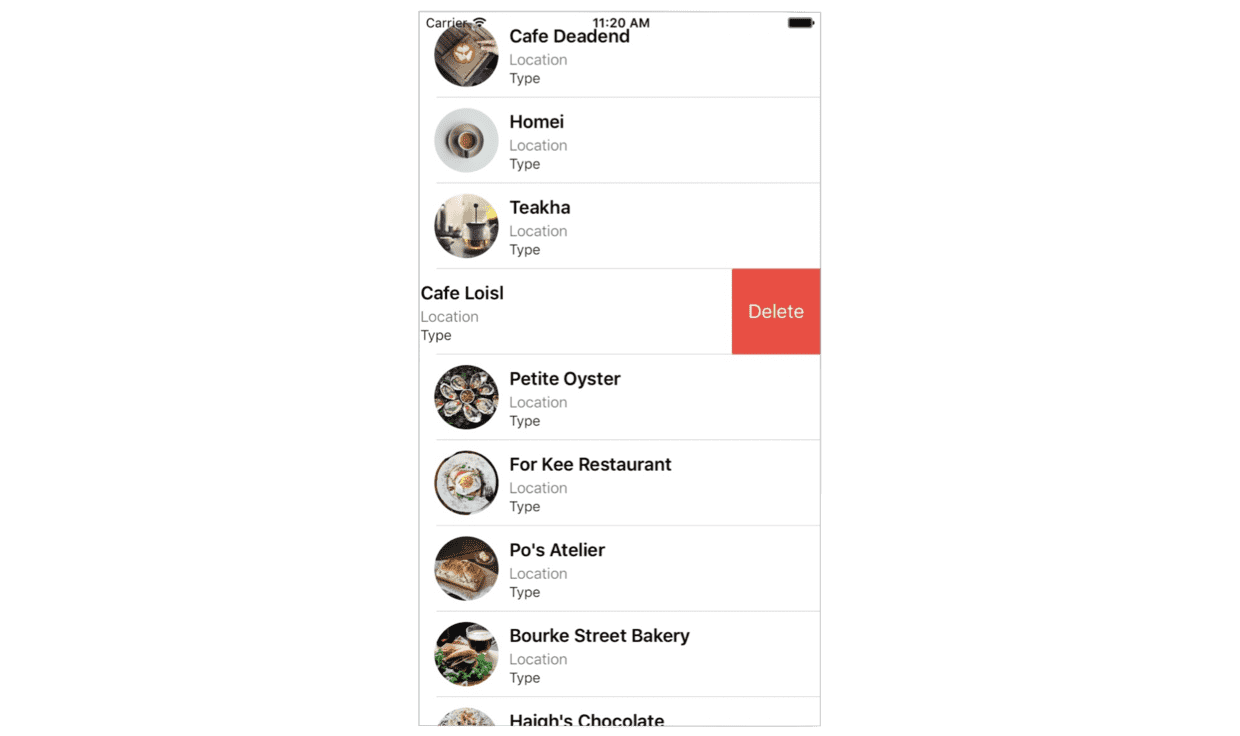 Carrier 11:20 AM
Cafe Deadend
Location
Type
Homei
Location
Type
Teakha
Location
Type
Cafe Loisl
Location
Type
Delete
Petite Oyster
Location
Type
For Kee Restaurant
Location
Type
Po's Atelier
Location
Type
Bourke Street Bakery
Location
Type
Haigh's Chocolate